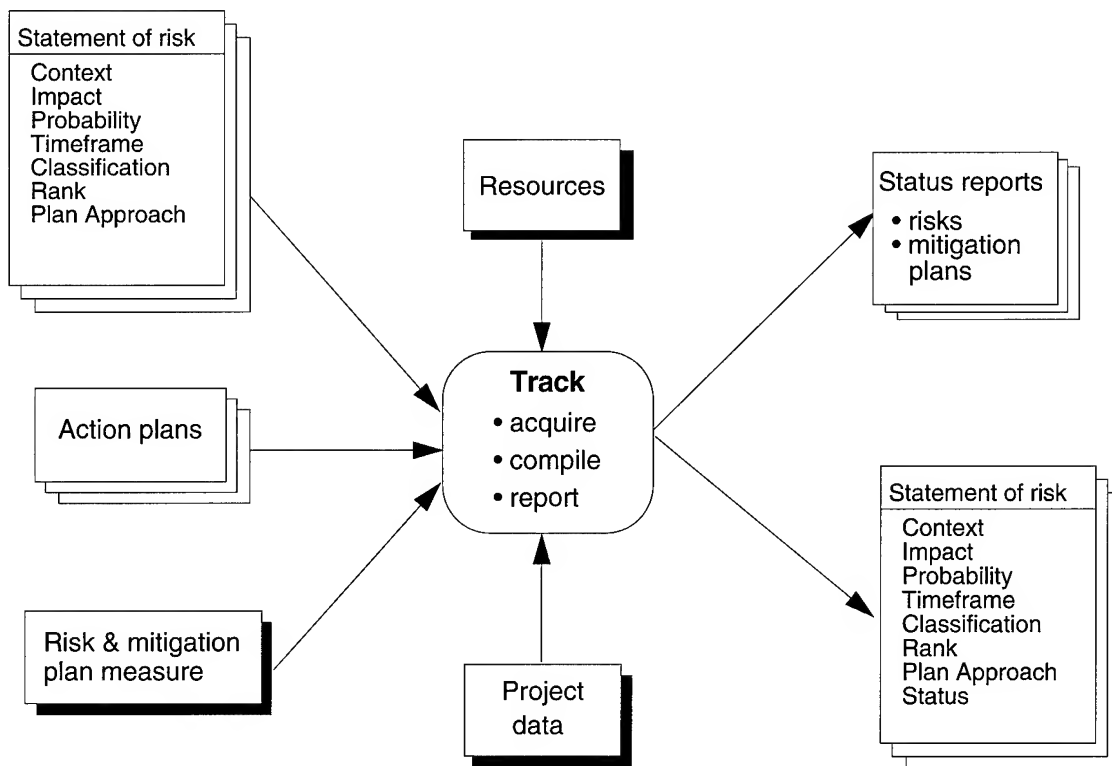 Statement of risk
Context
Impact
Probability
Timeframe
Classification
Rank
Plan Approach
Resources
Status reports
• risks
• mitigation
plans
Action plans
Track
• acquire
• compile
• report
Risk & mitigation
plan measure
Project
data
Statement of risk
Context
Impact
Probability
Timeframe
Classification
Rank
Plan Approach
Status